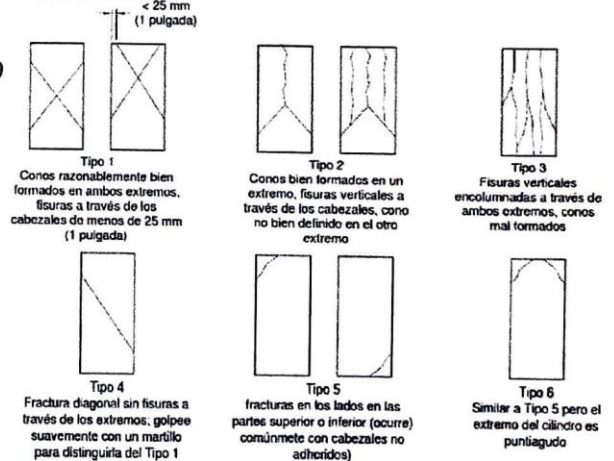 < 25 mm
(1 pulgada)
Tipo 1
Conos razonablemente bien
formados en ambos extremos,
fisuras a través de los
cabezales de menos de 25 mm
(1 pulgada)
Tipo 2
Conos bien formados en un
extremo, fisuras verticales a
través de los cabezales, cono
no bien definido en el otro
extremo
Tipo 3
Fisuras verticales
encolumnadas a través de
ambos extremos, conos
mal formados
Tipo 4
Fractura diagonal sin fisuras a
través de los extremos; golpee
suavemente con un martillo
para distinguirla del Tipo 1
Tipo 5
fracturas en los lados en las
partes superior o inferior (ocurre)
comúnmete con cabezales no
adheridos)
Tipo 6
Similar a Tipo 5 pero el
extremo del cilindro es
puntiagudo